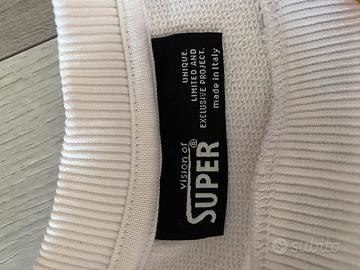 vision of
SUPER®
UNIQUE.
LIMITED AND
EXCLUSIVE PROJECT.
made in Italy
subito